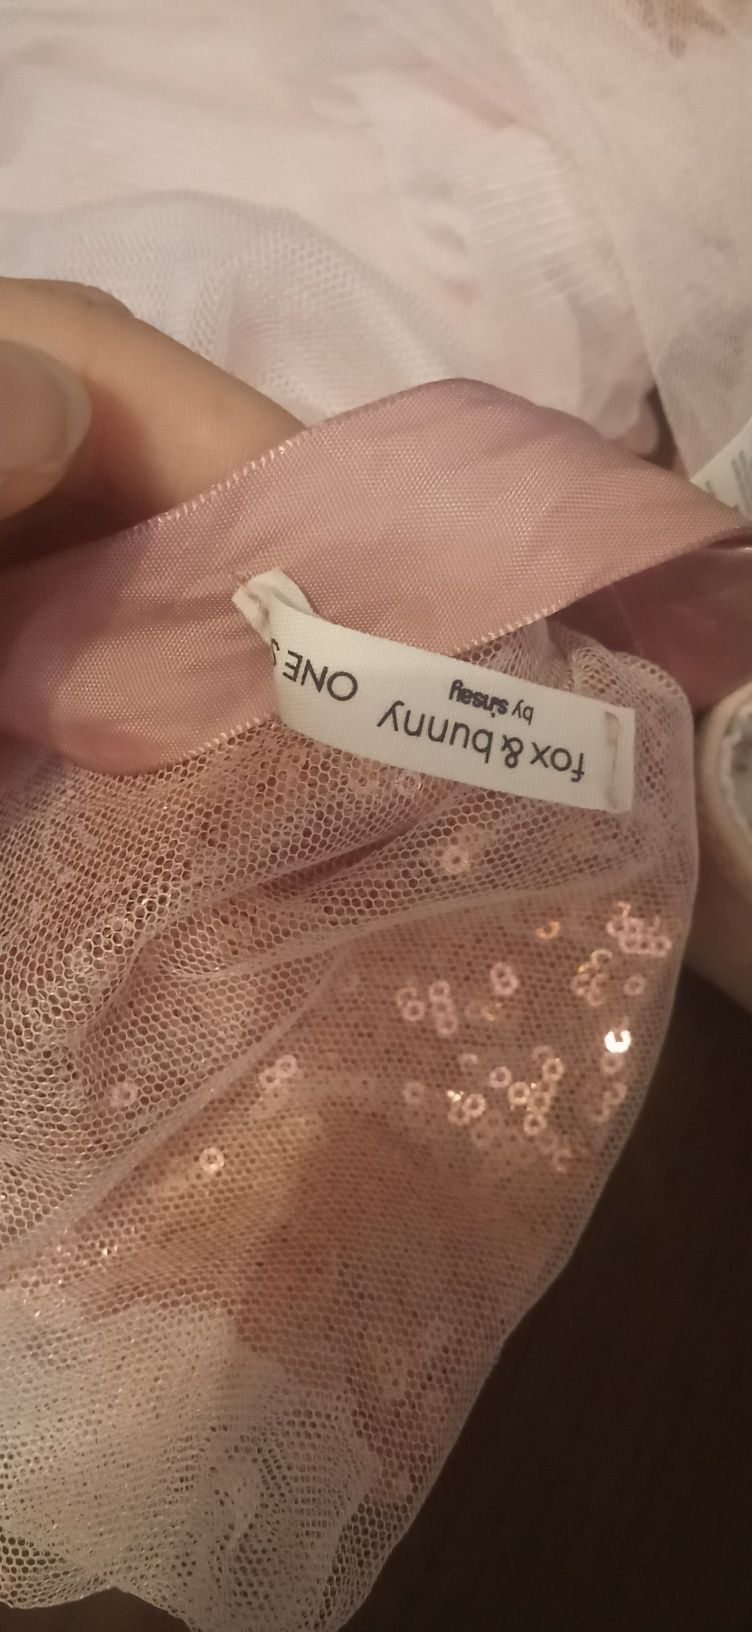 fox & bunny
by sinsay
ONE